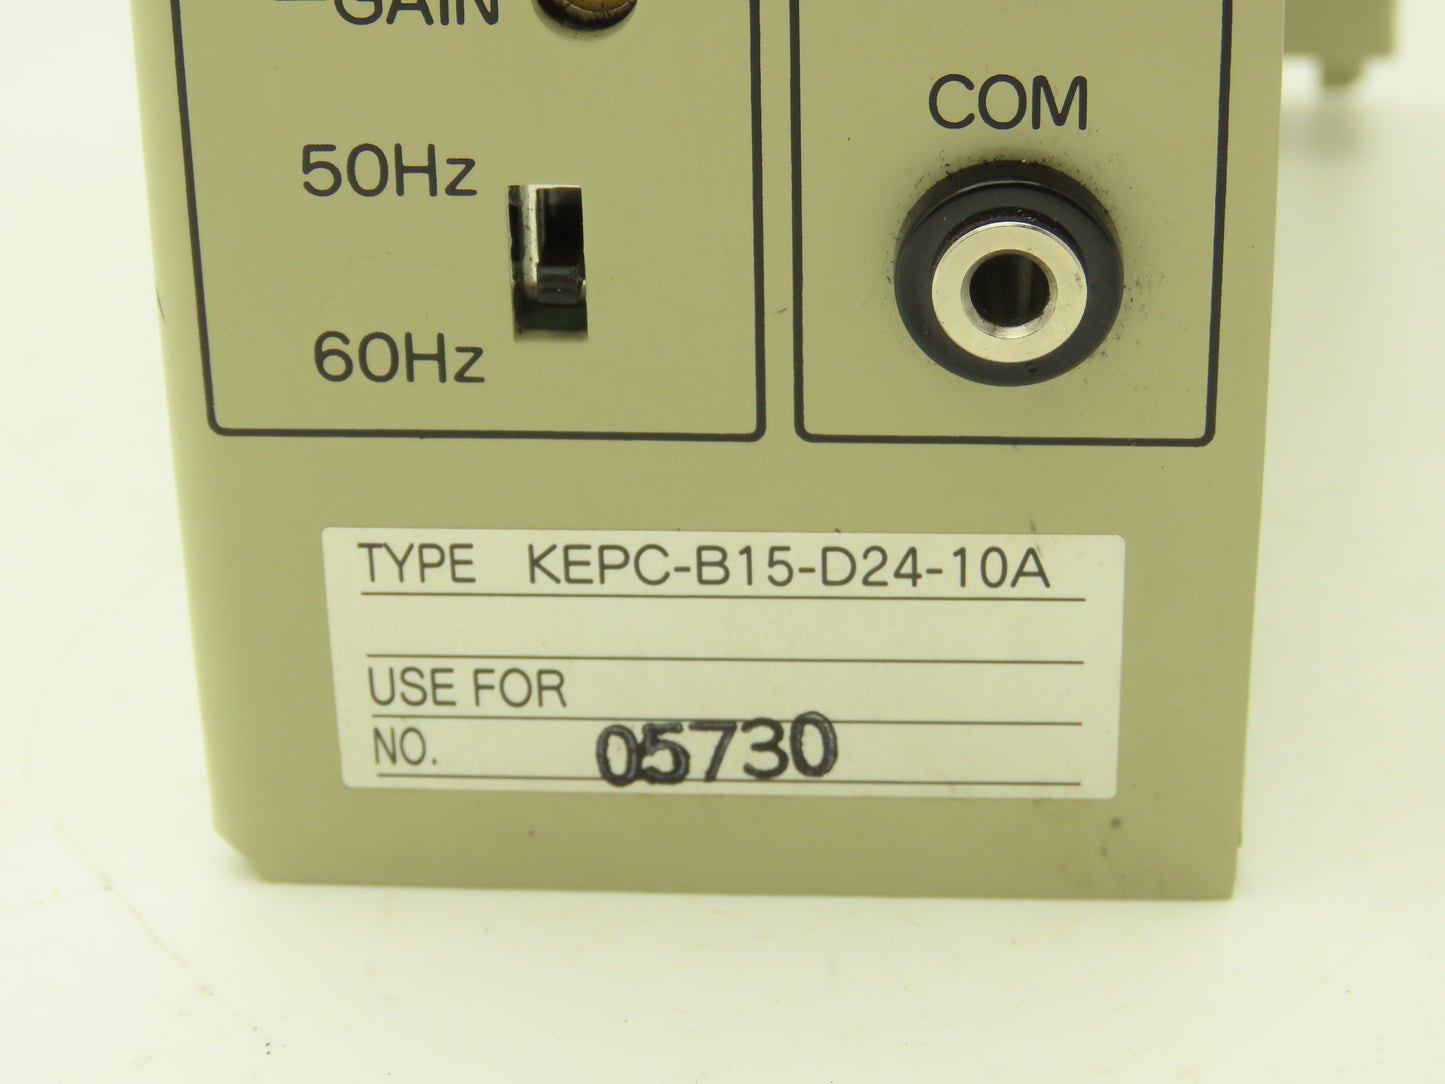 -GAIN
COM
50Hz
60Hz
TYPE KEPC-B15-D24-10A
USE FOR
NO. 05730